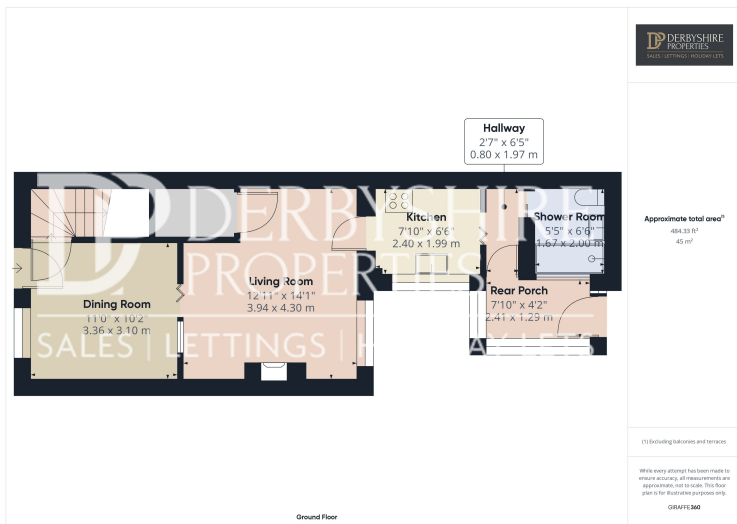 Hallway
2'7" x 6'5"
0.80 x 1.97 m
Kitchen
7'10" x 6'6"
2.40 x 1.99 m
Shower Room
5'5" x 6'6"
1.67 x 2.00 m
Living Room
12'11" x 14'1"
3.94 x 4.30 m
Rear Porch
7'10" x 4'2"
2.41 x 1.29 m
Dining Room
11'0" x 10'2"
3.36 x 3.10 m
DERBYSHIRE
PROPERTIES
SALES | LETTINGS | HOLIDAY LETS
Ground Floor
DERBYSHIRE
PROPERTIES
SALES | LETTINGS | HOLIDAY LETS
Approximate total area⁽¹⁾
484.33 ft²
45 m²
(1) Excluding balconies and terraces
While every attempt has been made to
ensure accuracy, all measurements are
approximate, not to scale. This floor
plan is for illustrative purposes only.
GIRAFFE360